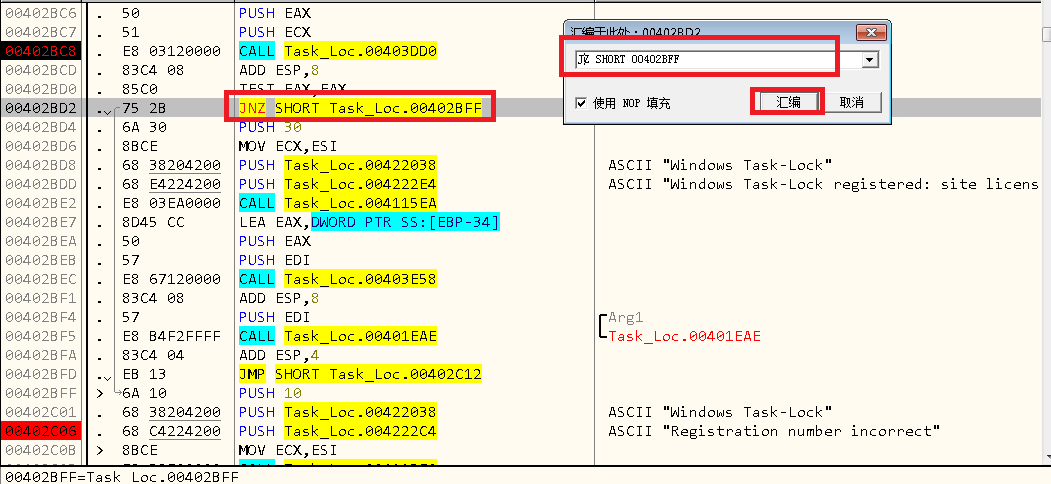 00402BC6 . 50 PUSH EAX
00402BC7 . 51 PUSH ECX
00402BC8 . E8 03120000 CALL Task_Loc.00403DD0
00402BCD . 83C4 08 ADD ESP,8
00402BD0 . 85C0 TEST EAX,EAX
00402BD2 . 75 2B JNZ SHORT Task_Loc.00402BFF
00402BD4 . 6A 30 PUSH 30
00402BD6 . 8BCE MOV ECX,ESI
00402BD8 . 68 38204200 PUSH Task_Loc.00422038 ASCII "Windows Task-Lock"
00402BDD . 68 E4224200 PUSH Task_Loc.004222E4 ASCII "Windows Task-Lock registered: site licens
00402BE2 . E8 03EA0000 CALL Task_Loc.004115EA
00402BE7 . 8D45 CC LEA EAX,DWORD PTR SS:[EBP-34]
00402BEA . 50 PUSH EAX
00402BEB . 57 PUSH EDI
00402BEC . E8 67120000 CALL Task_Loc.00403E58
00402BF1 . 83C4 08 ADD ESP,8
00402BF4 . 57 PUSH EDI Arg1
00402BF5 . E8 B4F2FFFF CALL Task_Loc.00401EAE Task_Loc.00401EAE
00402BFA . 83C4 04 ADD ESP,4
00402BFD . EB 13 JMP SHORT Task_Loc.00402C12
00402BFF > 6A 10 PUSH 10
00402C01 . 68 38204200 PUSH Task_Loc.00422038 ASCII "Windows Task-Lock"
00402C06 . 68 C4224200 PUSH Task_Loc.004222C4 ASCII "Registration number incorrect"
00402C0B > 8BCE MOV ECX,ESI
00402BFF=Task_Loc.00402BFF
汇编于此处：00402BD2
JZ SHORT 00402BFF
使用 NOP 填充
汇编
取消